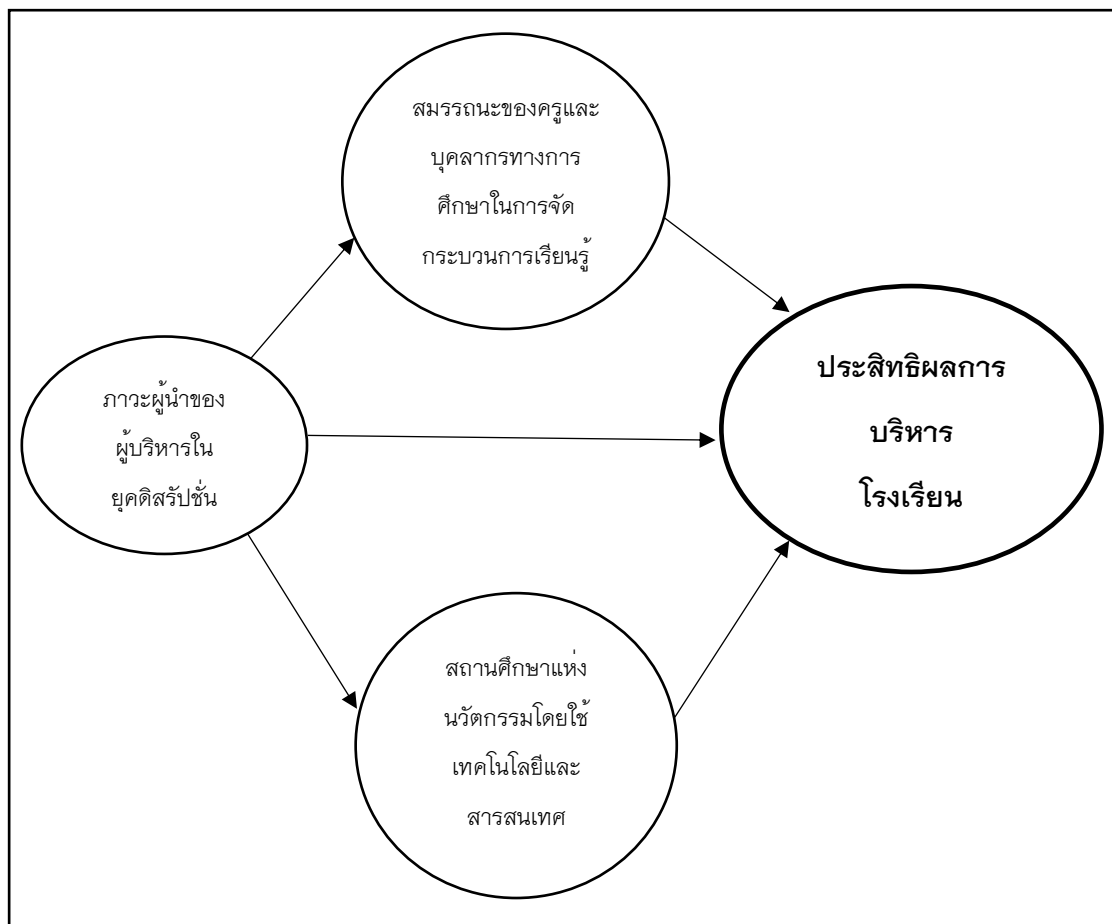 สมรรถนะของครูและ
บุคลากรทางการ
ศึกษาในการจัด
กระบวนการเรียนรู้
ภาวะผู้นำของ
ผู้บริหารใน
ยุคดิสรัปชั่น
ประสิทธิผลการ
บริหาร
โรงเรียน
สถานศึกษาแห่ง
นวัตกรรมโดยใช้
เทคโนโลยีและ
สารสนเทศ